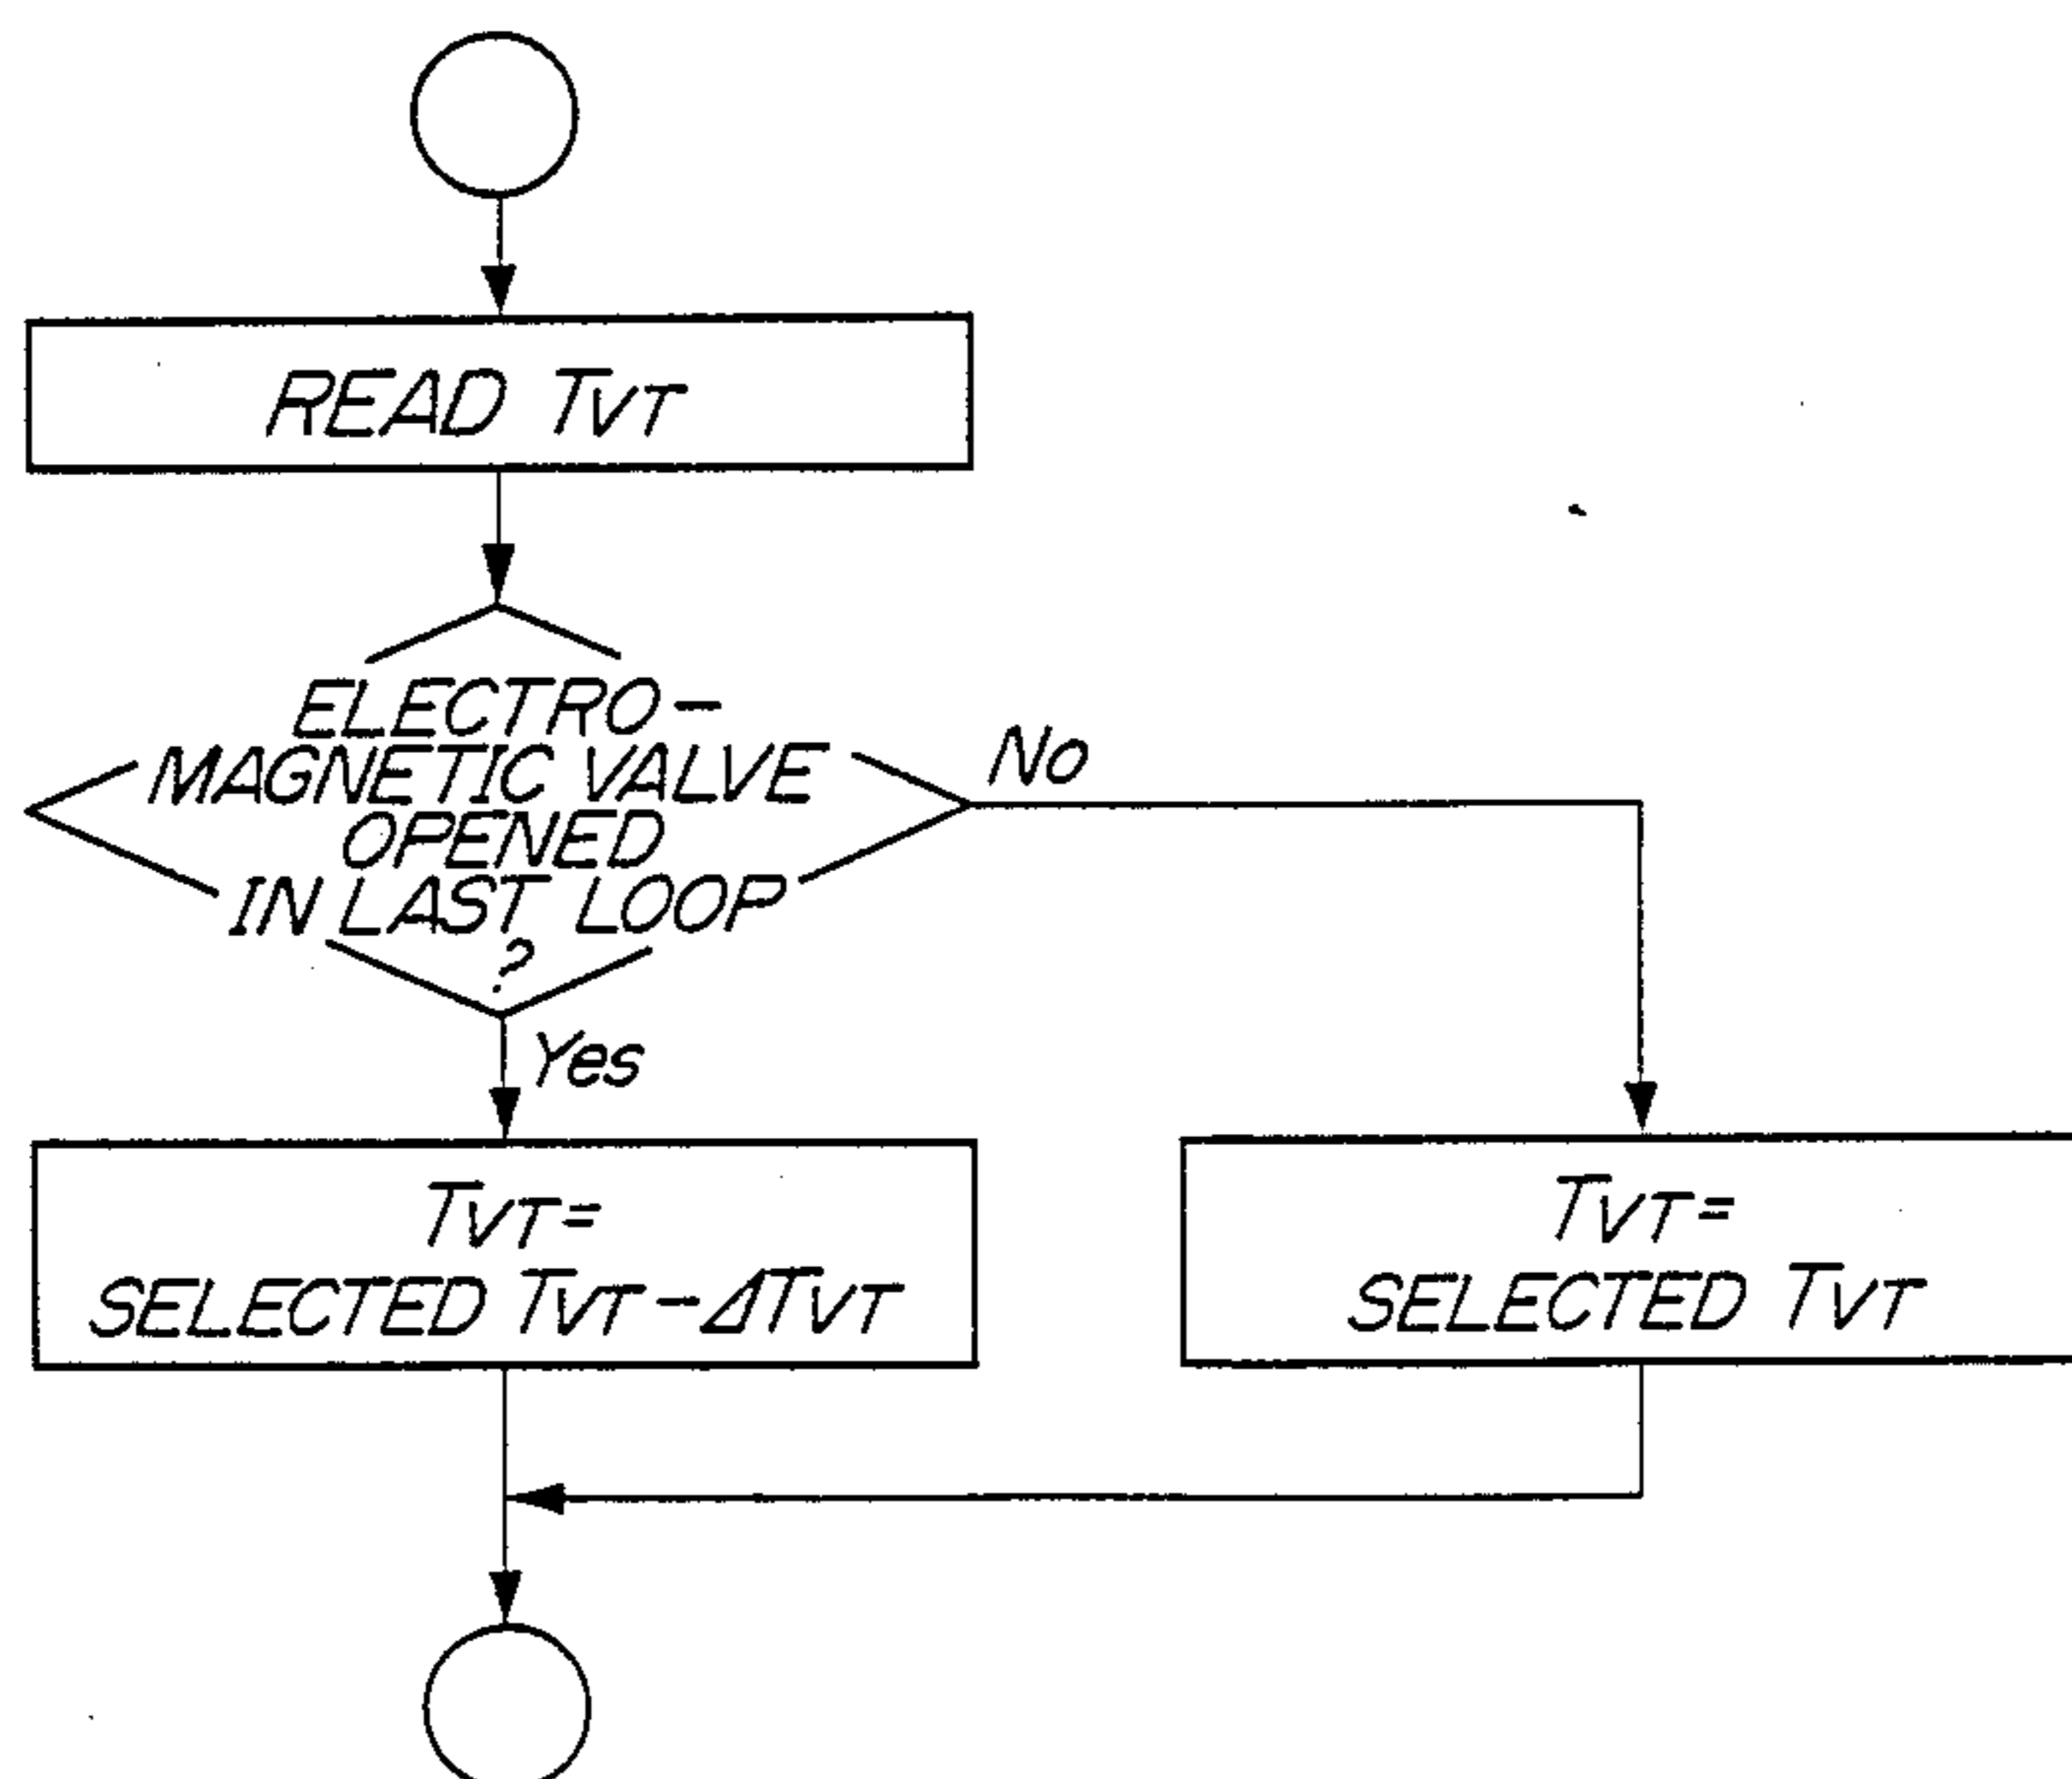 READ TVT
ELECTRO-
MAGNETIC VALVE
OPENED
IN LAST LOOP
?
No
Yes
TVT=
SELECTED TVT-ΔTVT
TVT=
SELECTED TVT